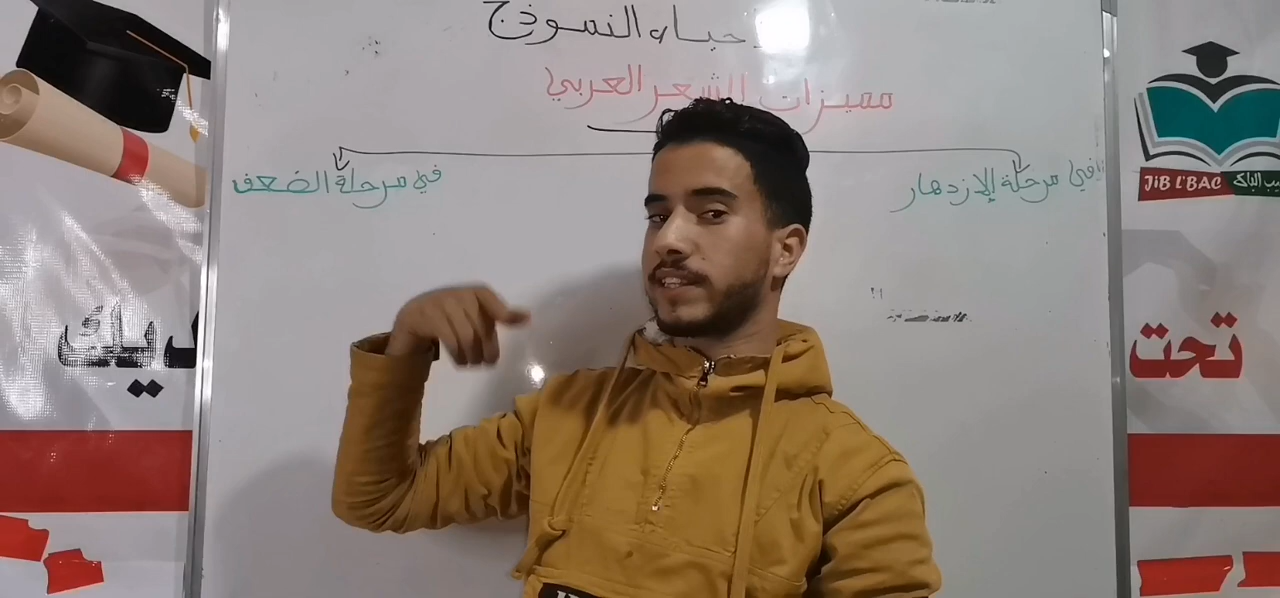 إحياء النموذج
مميزات الشعر العربي
في مرحلة الإزدهار
في مرحلة الضعف
JiB L'BAC
تحت